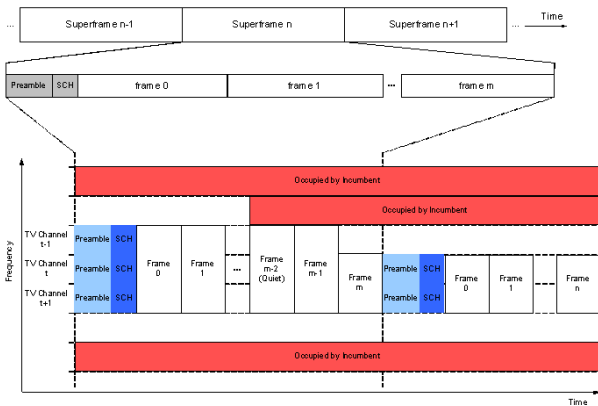 ... Superframe n-1 Superframe n Superframe n+1 ... Time
Preamble SCH frame 0 frame 1 ... frame m
Occupied by Incumbent
Occupied by Incumbent
TV Channel t-1 Preamble SCH
TV Channel t Preamble SCH Frame 0 Frame 1 ... Frame m-2 (Quiet) Frame m-1 Frame m Preamble SCH Frame 0 Frame 1 Frame n
TV Channel t+1 Preamble SCH Preamble SCH
Frequency
Occupied by Incumbent
Time